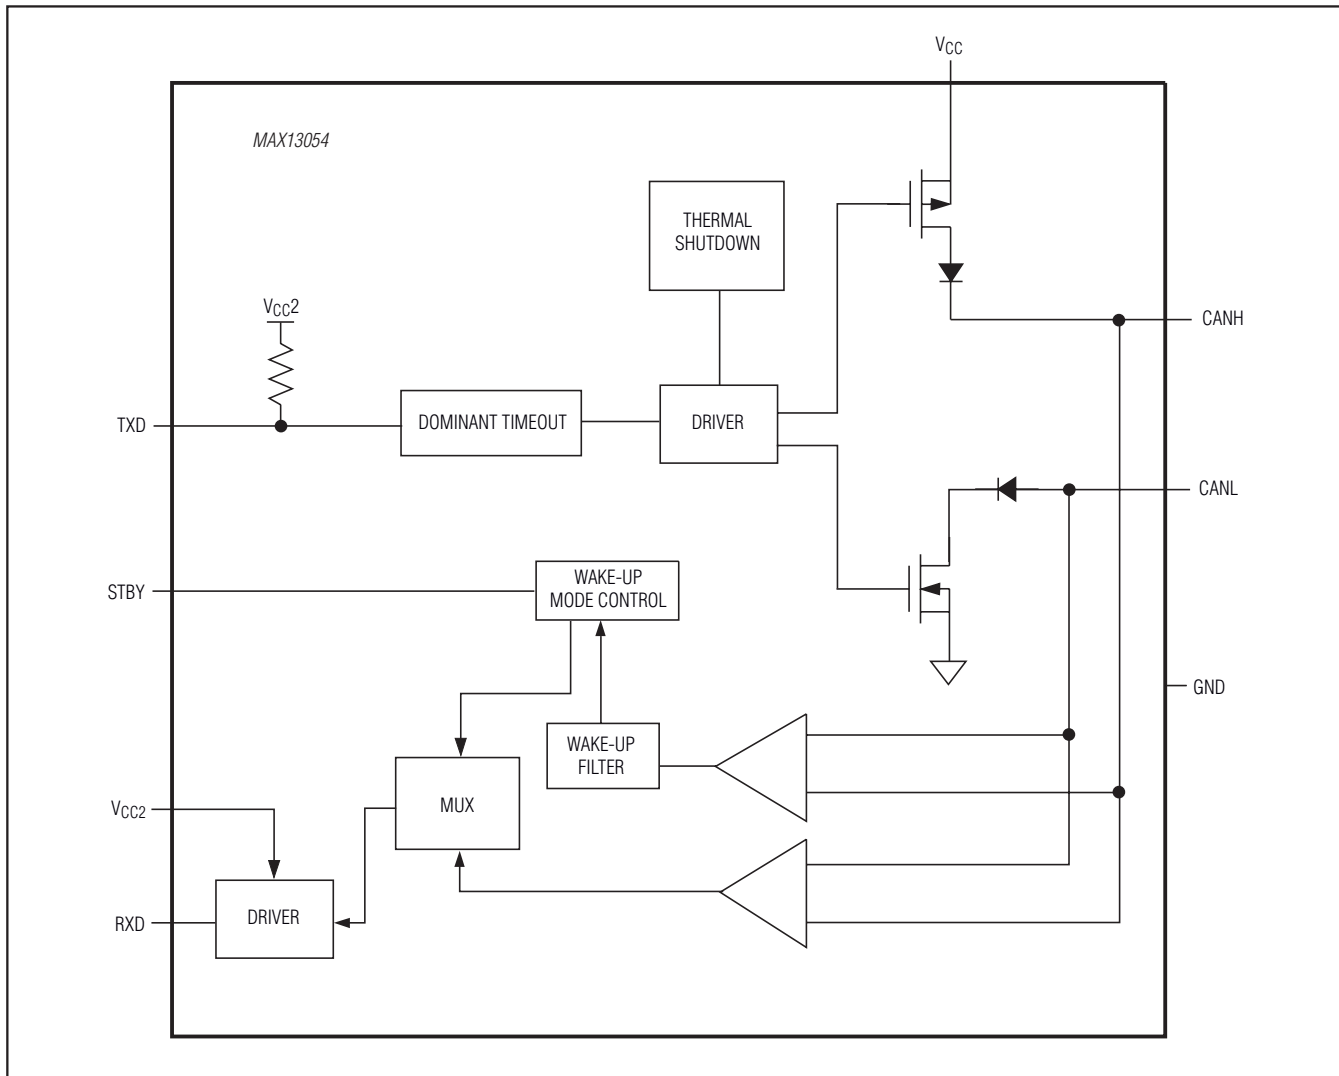 VCC
MAX13054
THERMAL
SHUTDOWN
VCC2
CANH
TXD
DOMINANT TIMEOUT
DRIVER
CANL
STBY
WAKE-UP
MODE CONTROL
GND
WAKE-UP
FILTER
MUX
VCC2
RXD
DRIVER